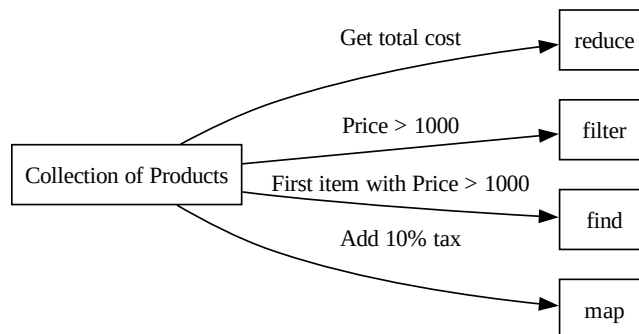 Get total cost
reduce
Price > 1000
filter
Collection of Products
First item with Price > 1000
find
Add 10% tax
map